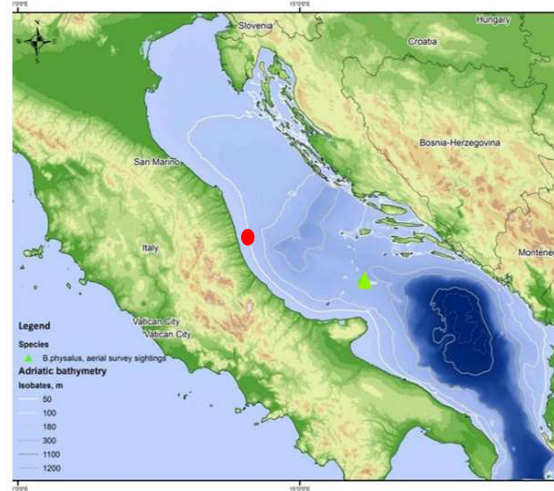 Slovenia
Hungary
Croatia
Bosnia-Herzegovina
San Marino
Italy
Vatican City
Vatican City
Legend
Species
B.physalus, aerial survey sightings
Adriatic bathymetry
Isobates, m
50
100
180
300
1100
1200